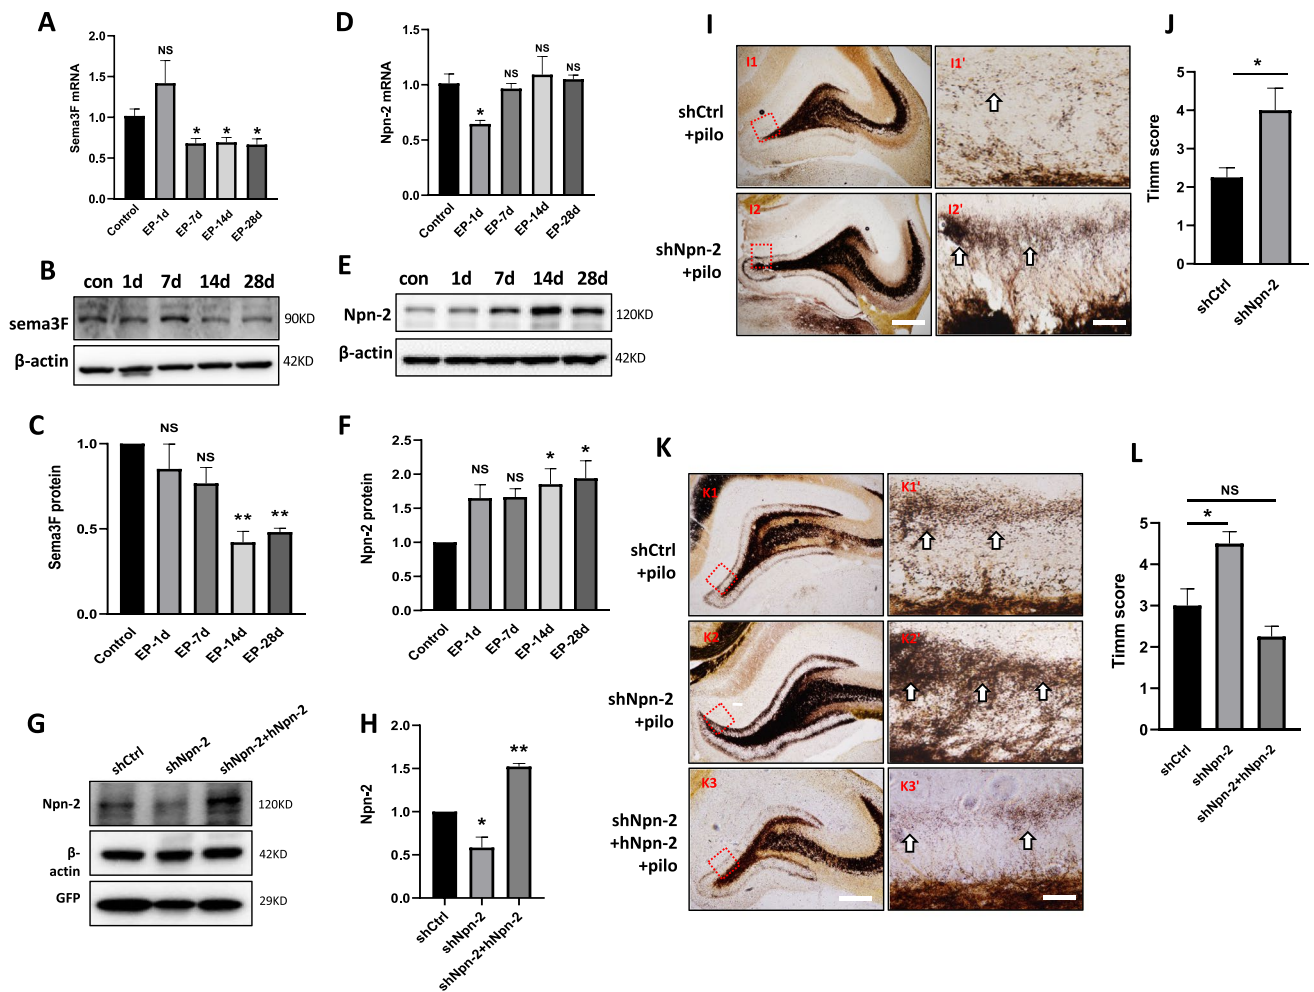 A
Sema3F mRNA
2.0
1.5
1.0
0.5
0.0
NS
*
*
*
Control
EP-1d
EP-7d
EP-14d
EP-28d
B
con 1d 7d 14d 28d
sema3F
90KD
β-actin
42KD
C
Sema3F protein
1.0
0.5
0.0
NS
NS
**
**
Control
EP-1d
EP-7d
EP-14d
EP-28d
D
Npn-2 mRNA
2.0
1.5
1.0
0.5
0.0
*
NS
NS
NS
Control
EP-1d
EP-7d
EP-14d
EP-28d
E
con 1d 7d 14d 28d
Npn-2
120KD
β-actin
42KD
F
Npn-2 protein
2.5
2.0
1.5
1.0
0.5
0.0
NS
NS
*
*
Control
EP-1d
EP-7d
EP-14d
EP-28d
G
shCtrl
shNpn-2
shNpn-2+hNpn-2
Npn-2
120KD
β-
actin
42KD
GFP
29KD
H
Npn-2
2.0
1.5
1.0
0.5
0.0
*
**
shCtrl
shNpn-2
shNpn-2+hNpn-2
I
shCtrl
+pilo
I1
I1'
shNpn-2
+pilo
I2
I2'
J
Timm score
5
4
3
2
1
0
*
shCtrl
shNpn-2
K
shCtrl
+pilo
K1
K1'
shNpn-2
+pilo
K2
K2'
shNpn-2
+hNpn-2
+pilo
K3
K3'
L
Timm score
5
4
3
2
1
0
NS
*
shCtrl
shNpn-2
shNpn-2+hNpn-2